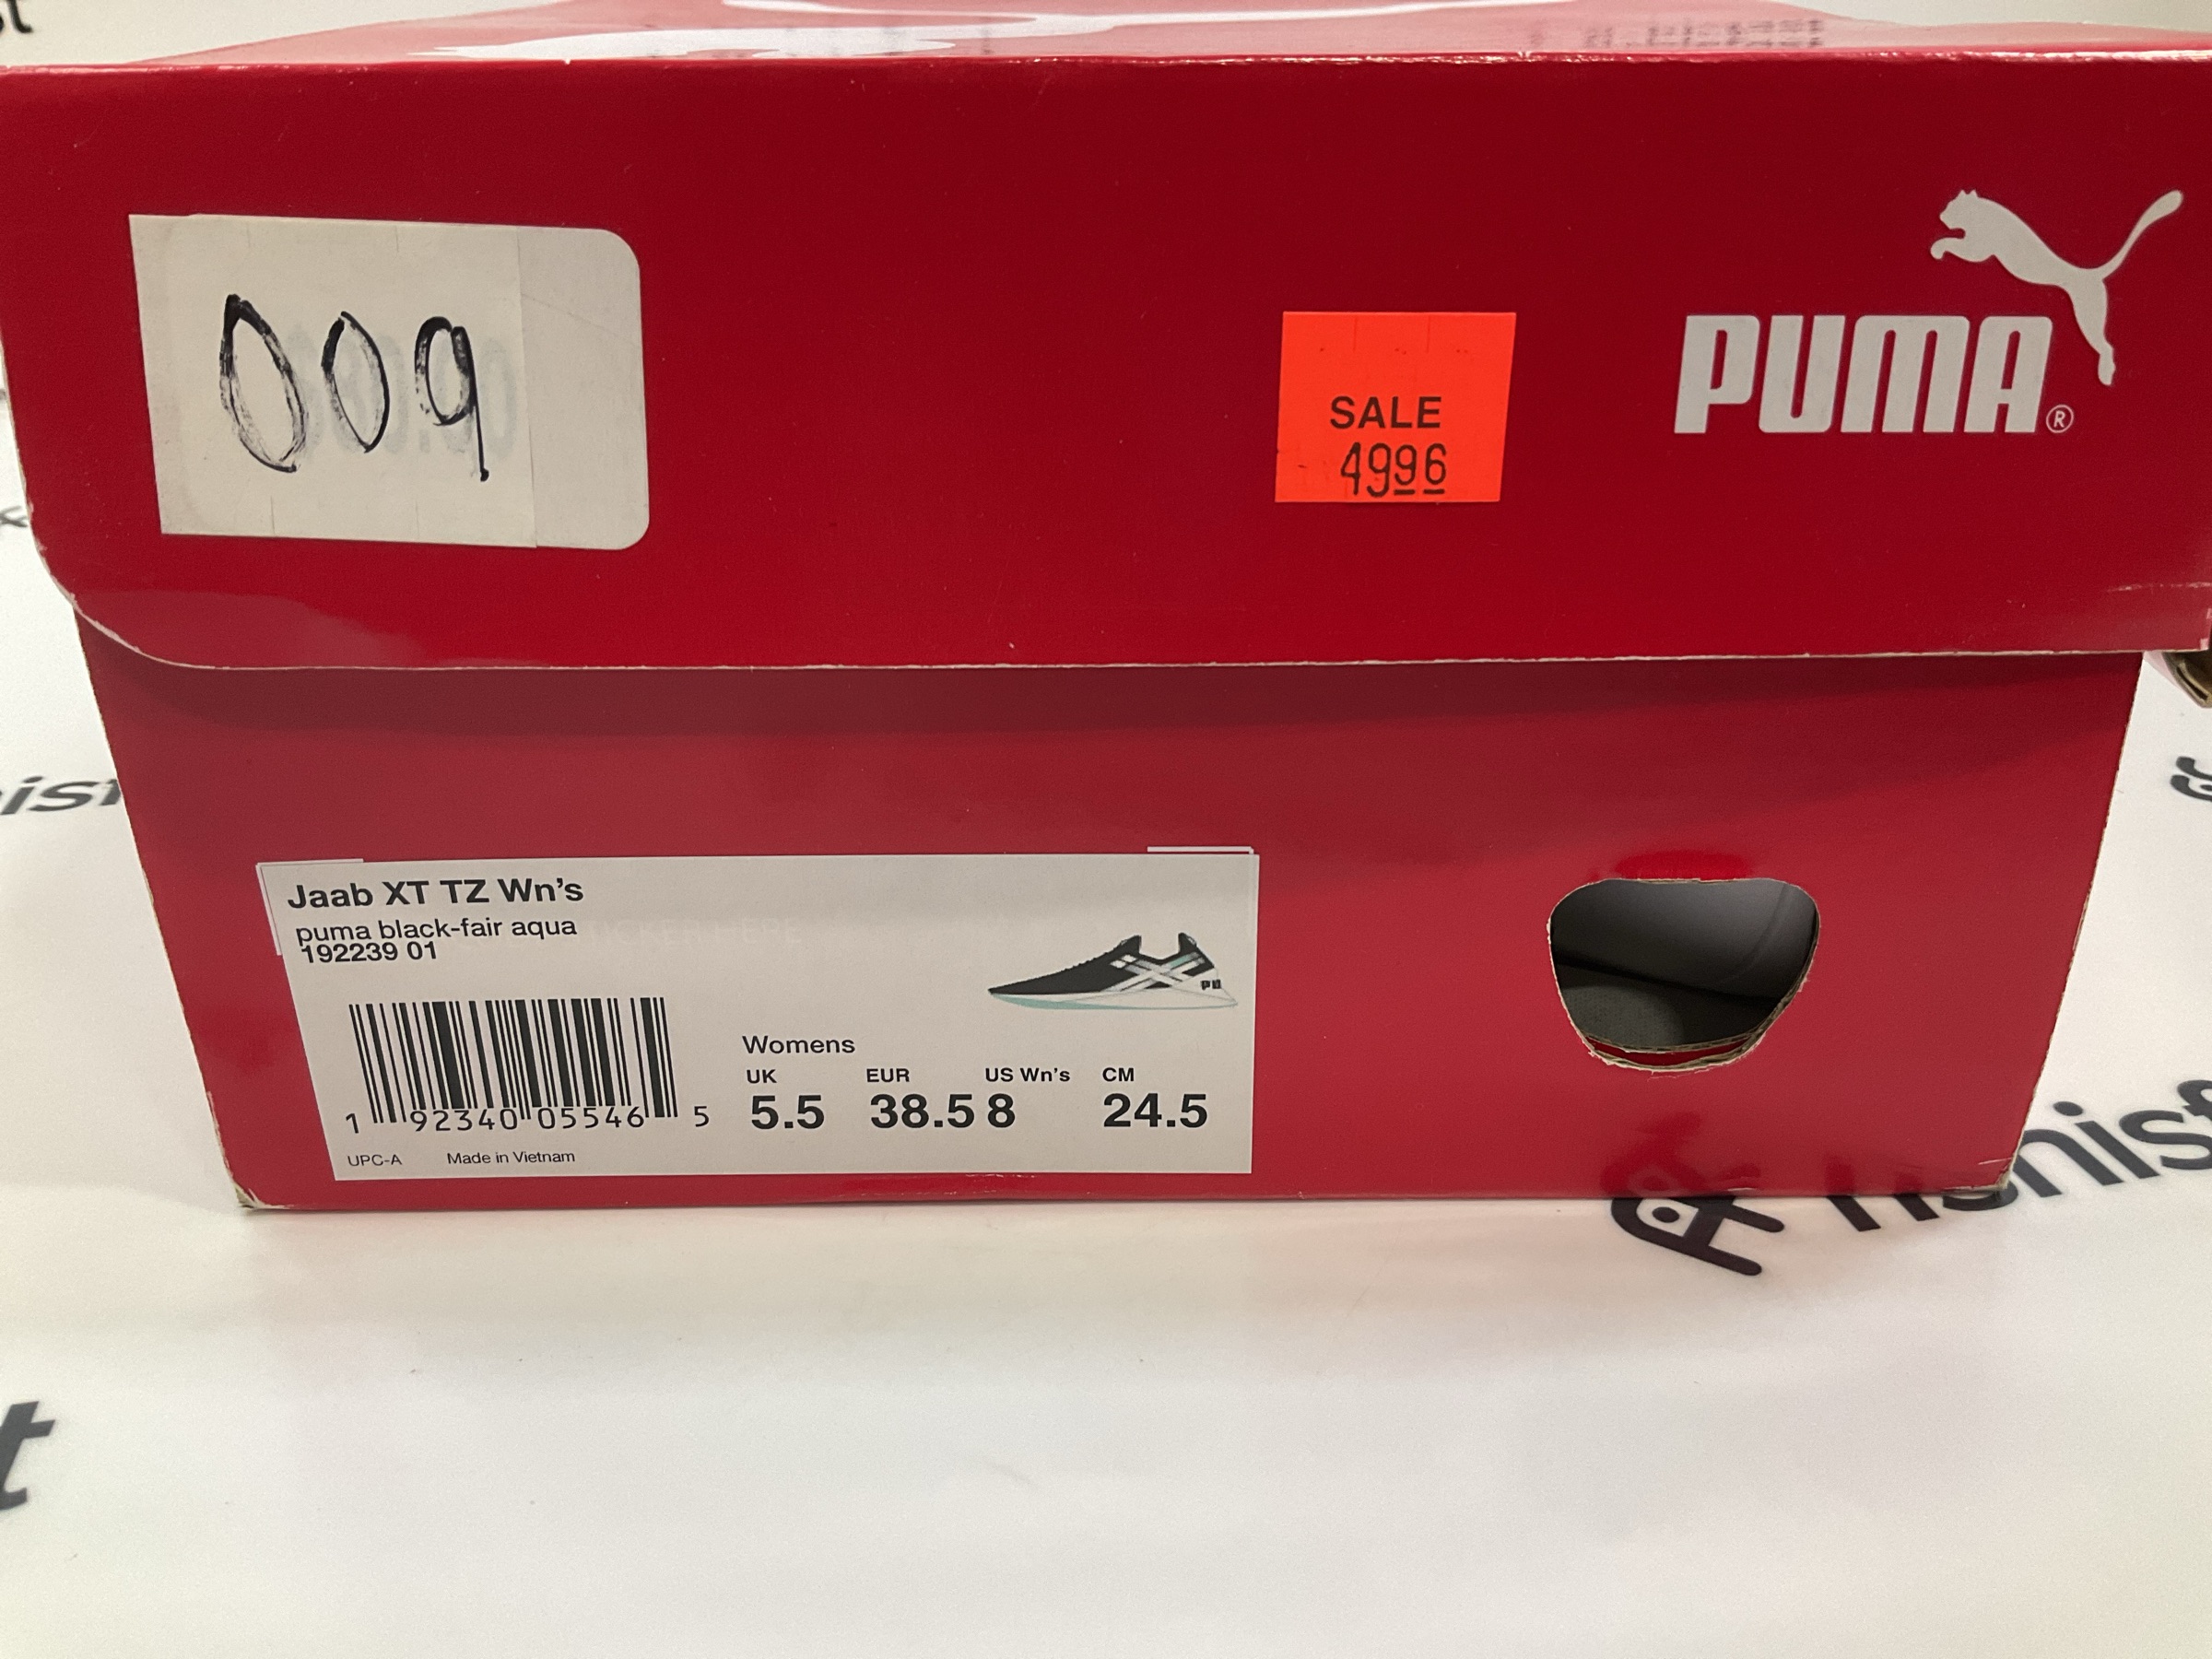 009
SALE
4996
PUMA®
Jaab XT TZ Wn's
puma black-fair aqua
192239 01
Womens
UK EUR US Wn's CM
5.5 38.5 8 24.5
1 92340 05546 5
UPC-A Made in Vietnam